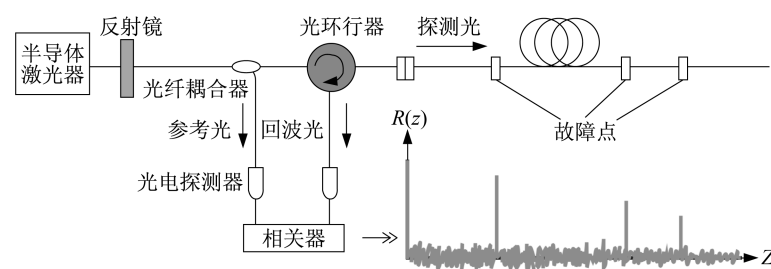 反射镜
光环行器
探测光
半导体
激光器
光纤耦合器
参考光
回波光
故障点
R(z)
光电探测器
相关器
Z